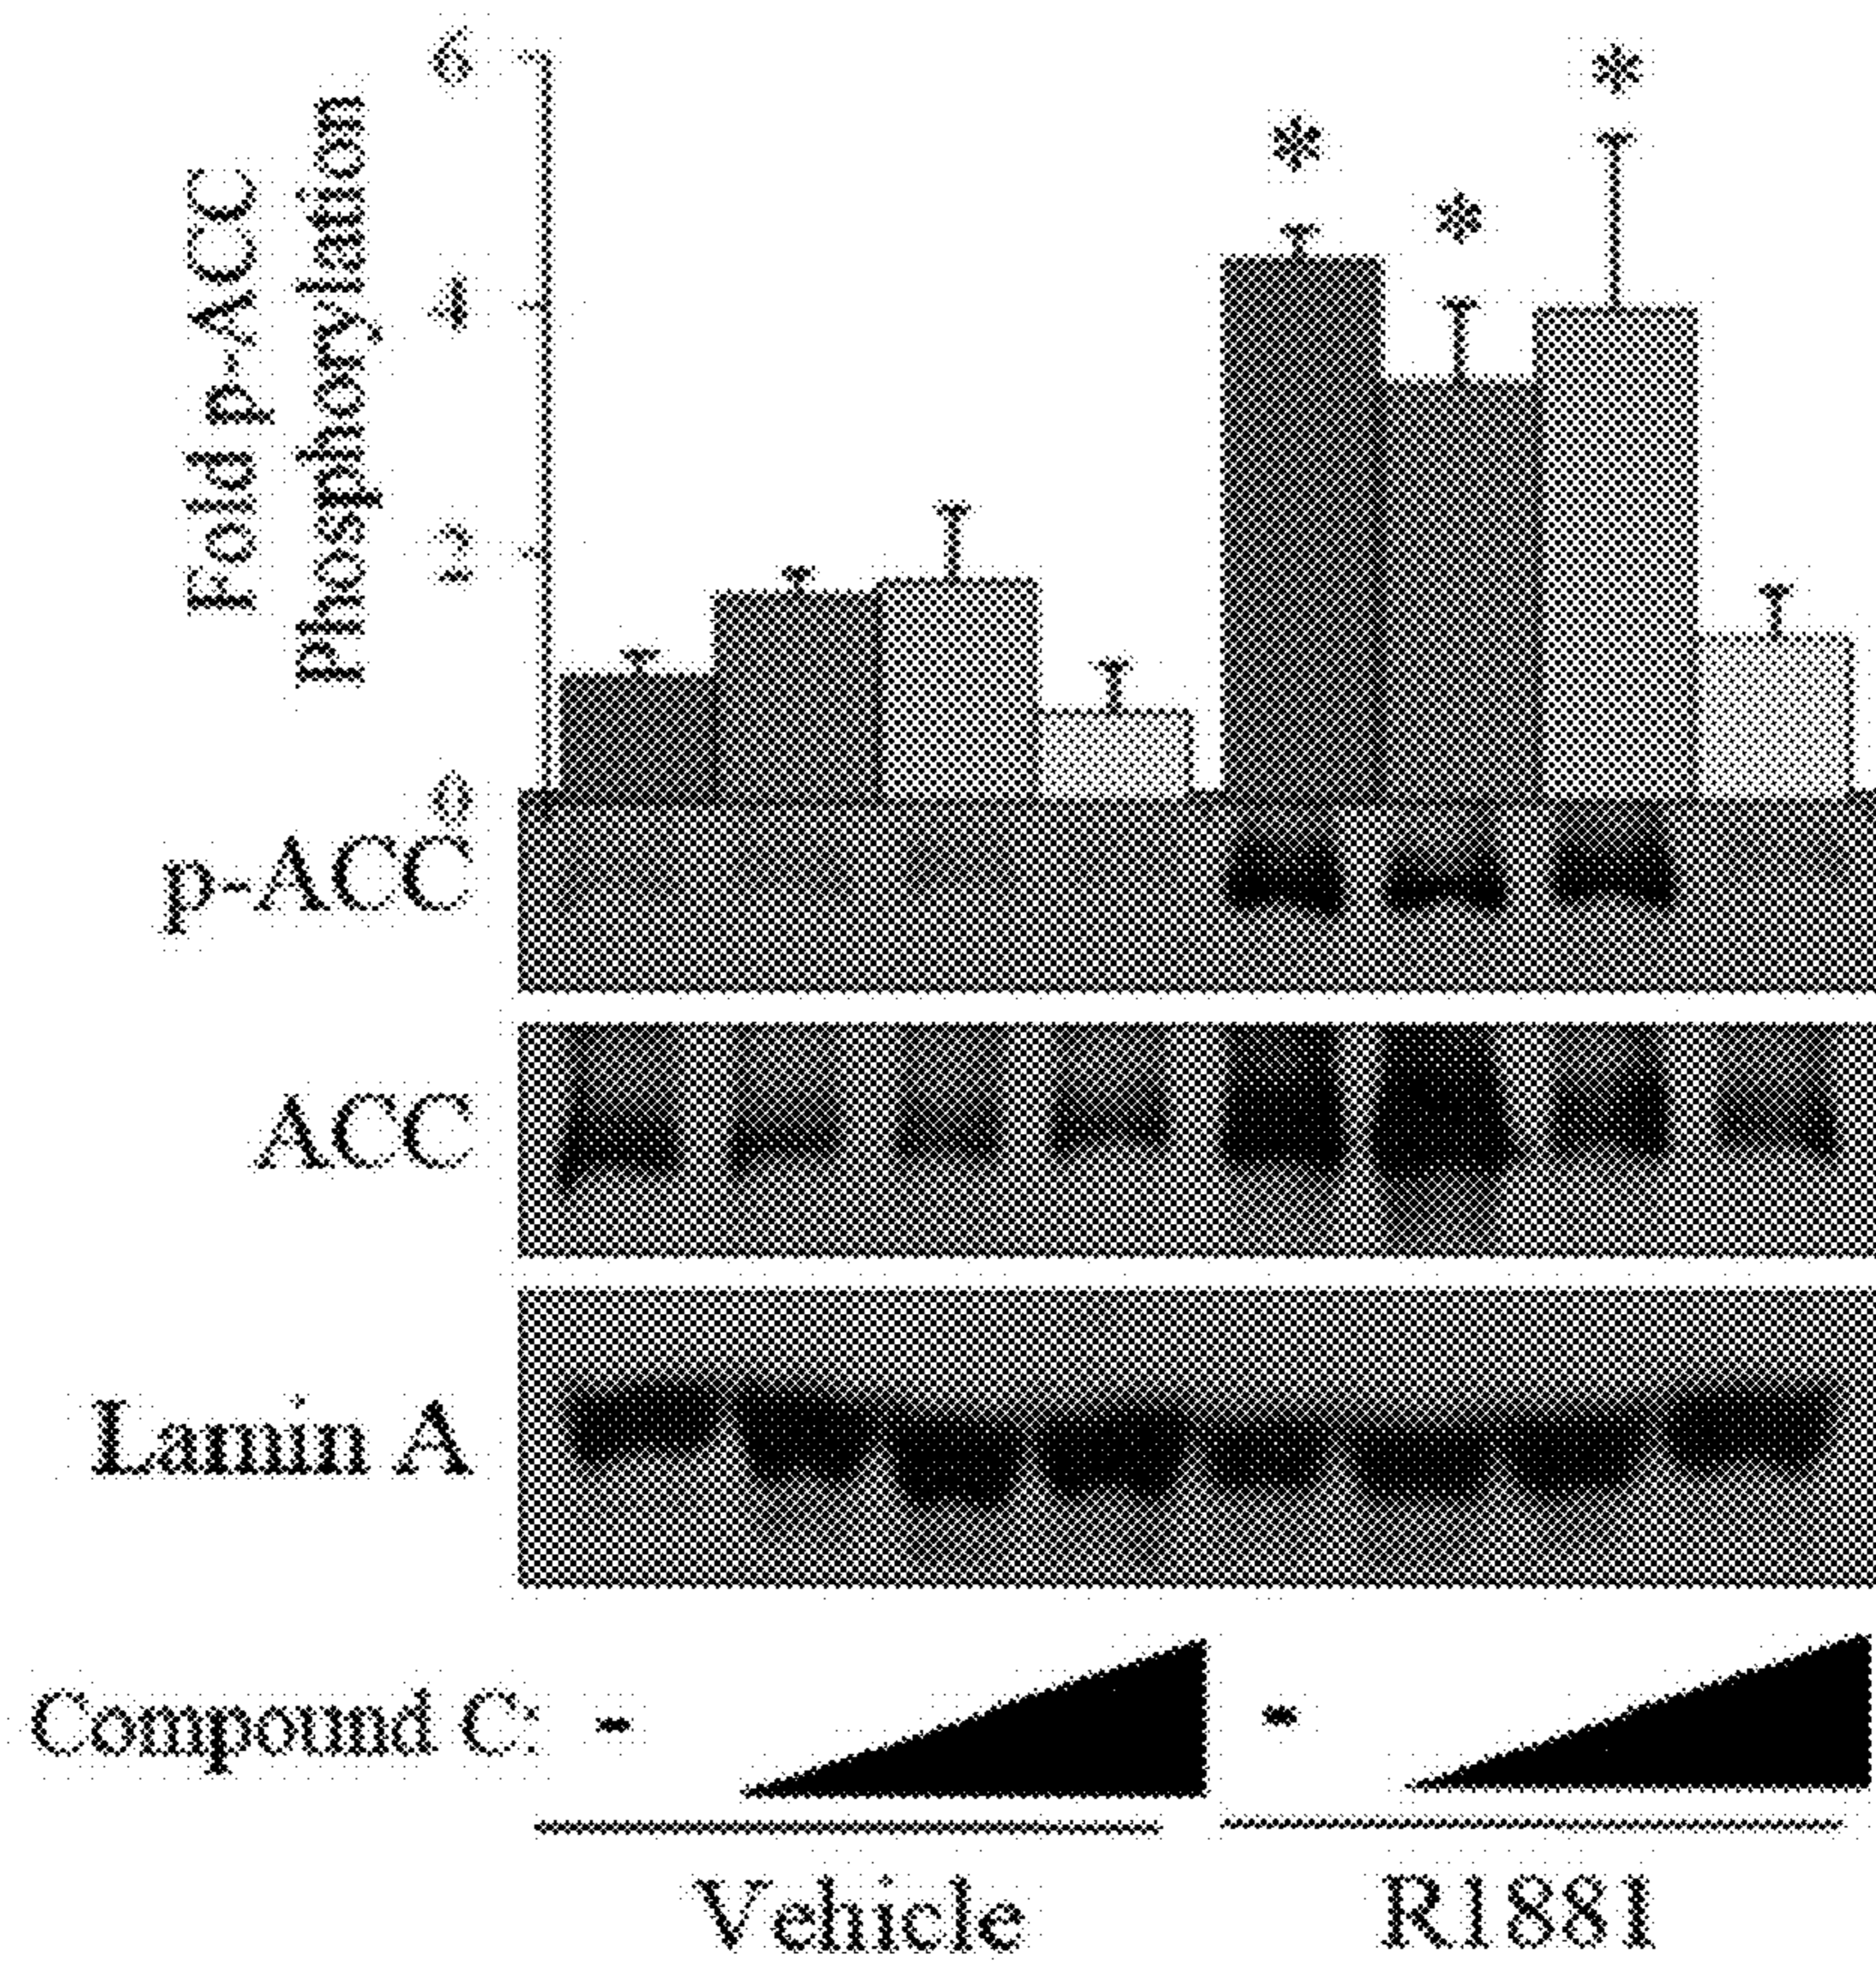 Fold p-ACC
phosphorylation
6
4
2
0
*
*
*
p-ACC
ACC
Lamin A
Compound C: - -
Vehicle R1881